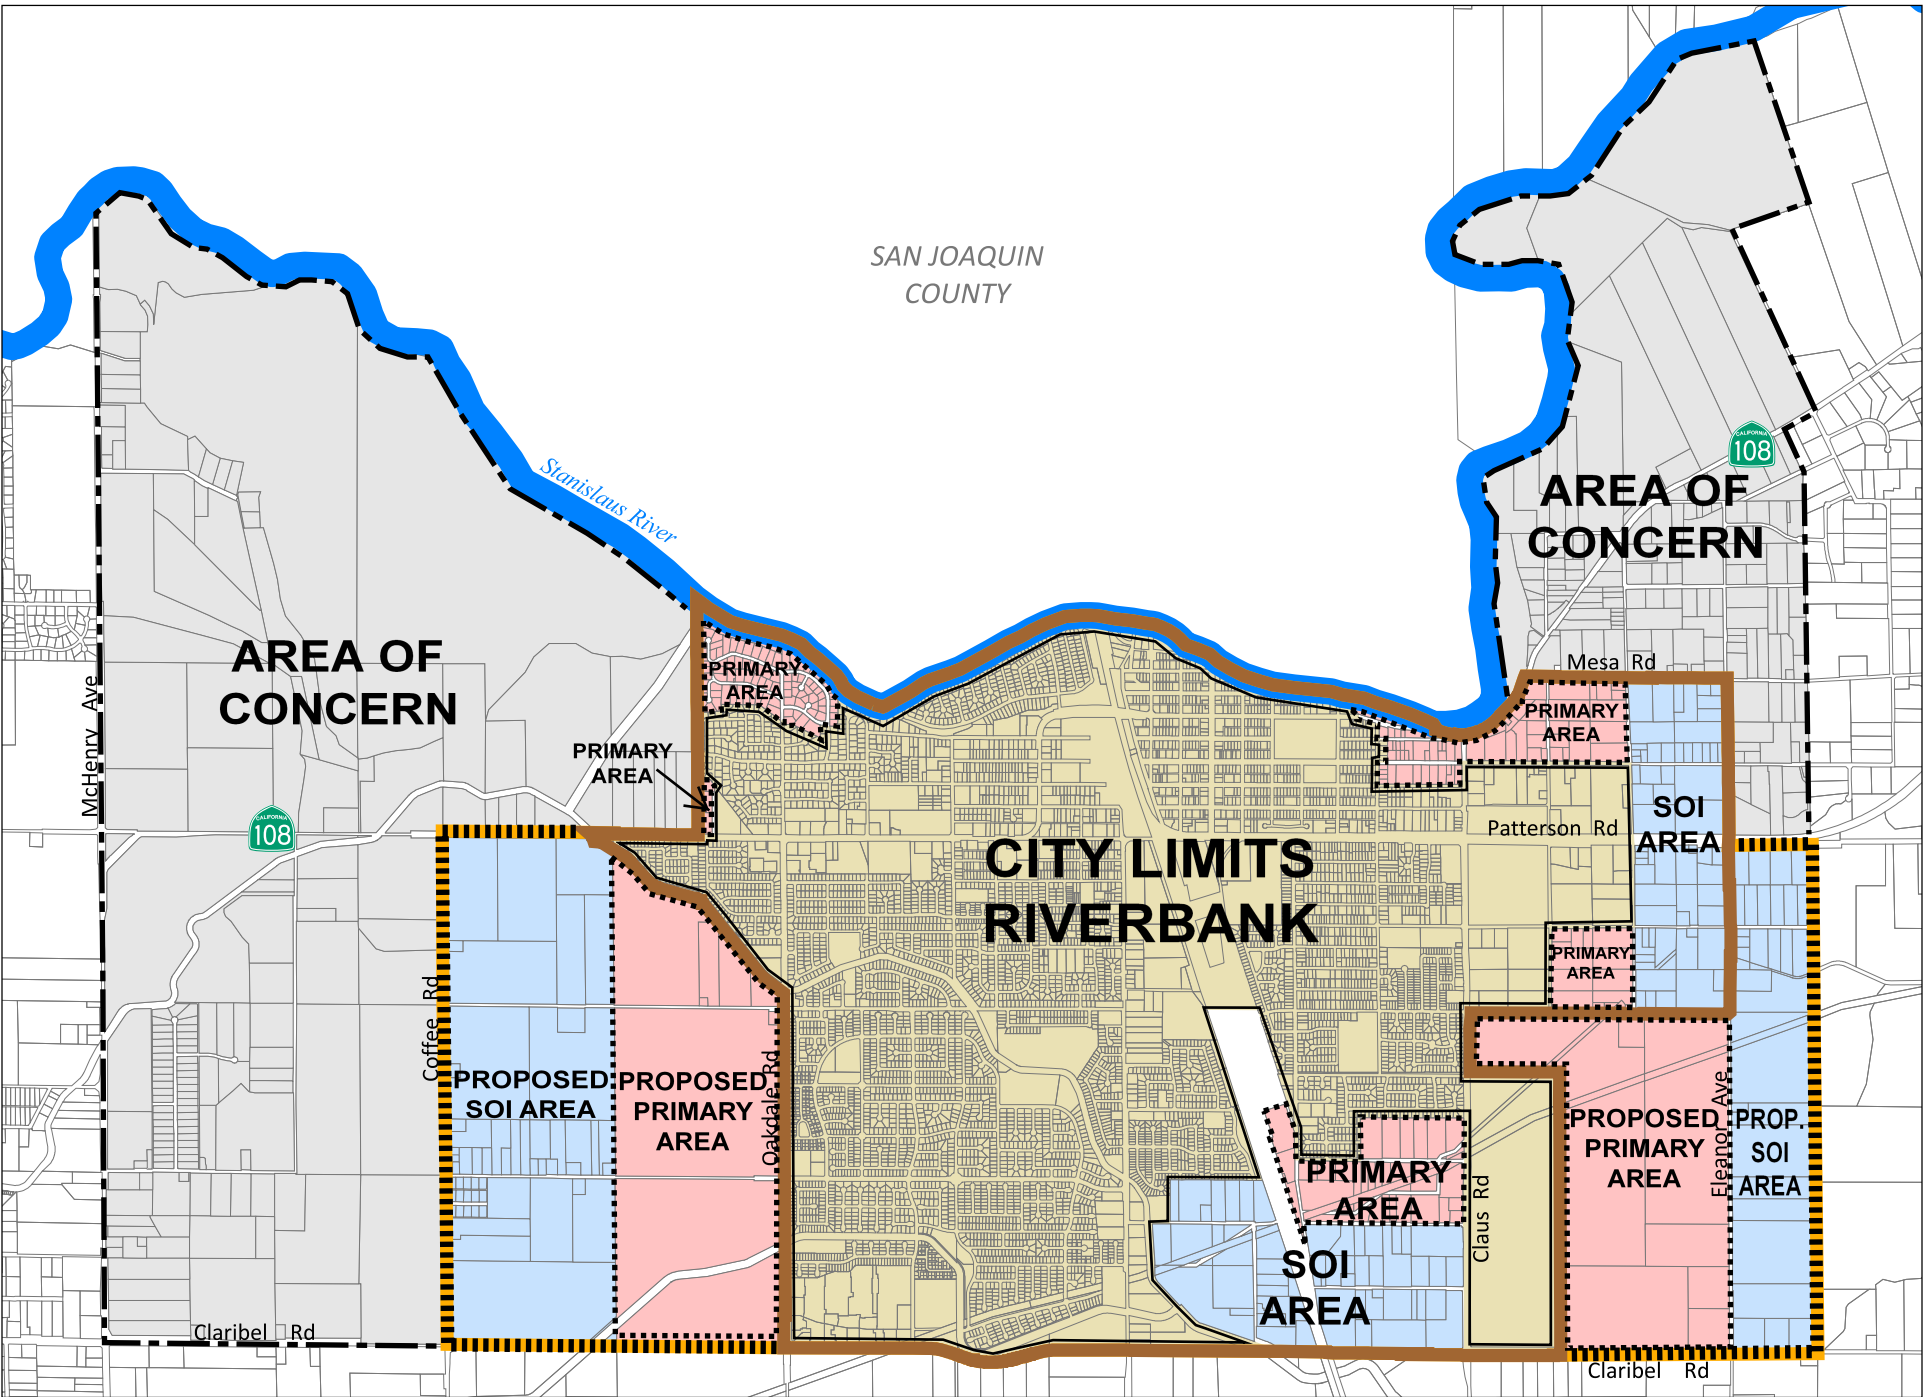 SAN JOAQUIN
COUNTY
CALIFORNIA
108
AREA OF
CONCERN
Stanislaus River
AREA OF
CONCERN
McHenry Ave
Mesa Rd
PRIMARY
AREA
PRIMARY
AREA
PRIMARY
AREA
CALIFORNIA
108
SOI
AREA
Patterson Rd
CITY LIMITS
RIVERBANK
PRIMARY
AREA
Coffee Rd
PROPOSED
SOI AREA
PROPOSED
PRIMARY
AREA
Oakdale Rd
PRIMARY
AREA
Claus Rd
PROPOSED
PRIMARY
AREA
Eleanor Ave
PROP.
SOI
AREA
SOI
AREA
Claribel Rd
Claribel Rd